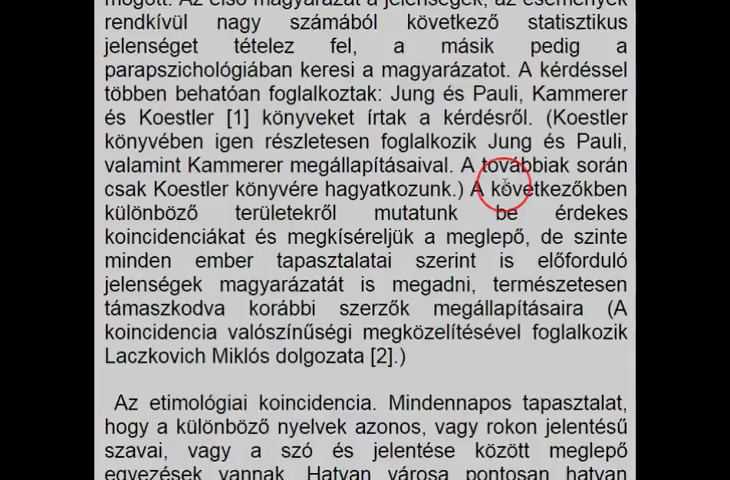 mögött. Az első magyarázat a jelenségek, az események
rendkívül nagy számából következő statisztikus
jelenséget tételez fel, a másik pedig a
parapszichológiában keresi a magyarázatot. A kérdéssel
többen behatóan foglalkoztak: Jung és Pauli, Kammerer
és Koestler [1] könyveket írtak a kérdésről. (Koestler
könyvében igen részletesen foglalkozik Jung és Pauli,
valamint Kammerer megállapításaival. A továbbiak során
csak Koestler könyvére hagyatkozunk.) A következőkben
különböző területekről mutatunk be érdekes
koincidenciákat és megkíséreljük a meglepő, de szinte
minden ember tapasztalatai szerint is előforduló
jelenségek magyarázatát is megadni, természetesen
támaszkodva korábbi szerzők megállapításaira (A
koincidencia valószínűségi megközelítésével foglalkozik
Laczkovich Miklós dolgozata [2].)
Az etimológiai koincidencia. Mindennapos tapasztalat,
hogy a különböző nyelvek azonos, vagy rokon jelentésű
szavai, vagy a szó és jelentése között meglepő
egyezések vannak. Hatvan városa pontosan hatvan